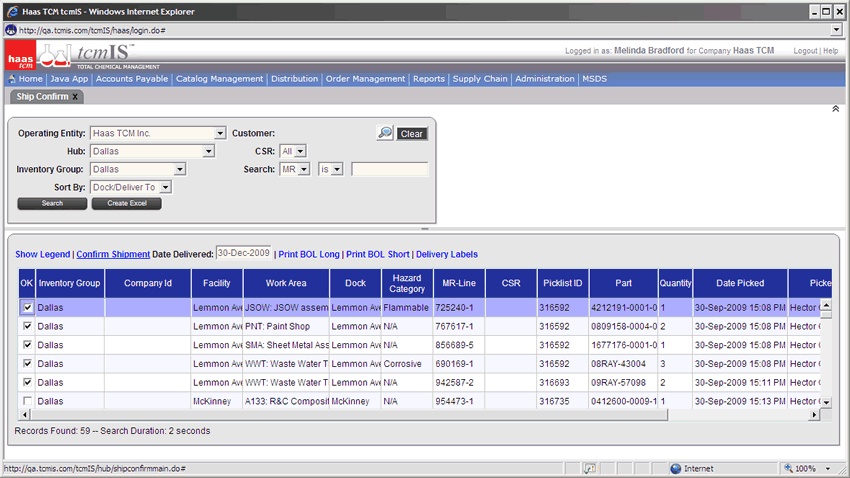 Haas TCM tcmIS - Windows Internet Explorer
http://qa.tcmis.com/tcmIS/haas/login.do#
haas tcm tcmIS™ TOTAL CHEMICAL MANAGEMENT Logged in as: Melinda Bradford for Company Haas TCM Logout | Help
Home | Java App | Accounts Payable | Catalog Management | Distribution | Order Management | Reports | Supply Chain | Administration | MSDS
Ship Confirm X
Operating Entity: Haas TCM Inc. Customer: Clear
Hub: Dallas CSR: All
Inventory Group: Dallas Search: MR is
Sort By: Dock/Deliver To
Search Create Excel
Show Legend | Confirm Shipment Date Delivered: 30-Dec-2009 | Print BOL Long | Print BOL Short | Delivery Labels
OK Inventory Group Company Id Facility Work Area Dock Hazard Category MR-Line CSR Picklist ID Part Quantity Date Picked Picke
Dallas Lemmon Ave JSOW: JSOW assem Lemmon Ave Flammable 725240-1 316592 4212191-0001-0 1 30-Sep-2009 15:08 PM Hector
Dallas Lemmon Ave PNT: Paint Shop Lemmon Ave N/A 767617-1 316592 0809158-0004-0 2 30-Sep-2009 15:08 PM Hector
Dallas Lemmon Ave SMA: Sheet Metal Ass Lemmon Ave N/A 856689-5 316592 1677176-0001-0 1 30-Sep-2009 15:08 PM Hector
Dallas Lemmon Ave WWT: Waste Water T Lemmon Ave Corrosive 690169-1 316592 08RAY-43004 3 30-Sep-2009 15:08 PM Hector
Dallas Lemmon Ave WWT: Waste Water T Lemmon Ave N/A 942587-2 316693 09RAY-57098 2 30-Sep-2009 15:11 PM Hector
Dallas McKinney A133: R&C Composit McKinney N/A 954473-1 316735 0412600-0009-1 1 30-Sep-2009 15:13 PM Hector
Records Found: 59 -- Search Duration: 2 seconds
http://qa.tcmis.com/tcmIS/hub/shipconfirmmain.do# Internet 100%